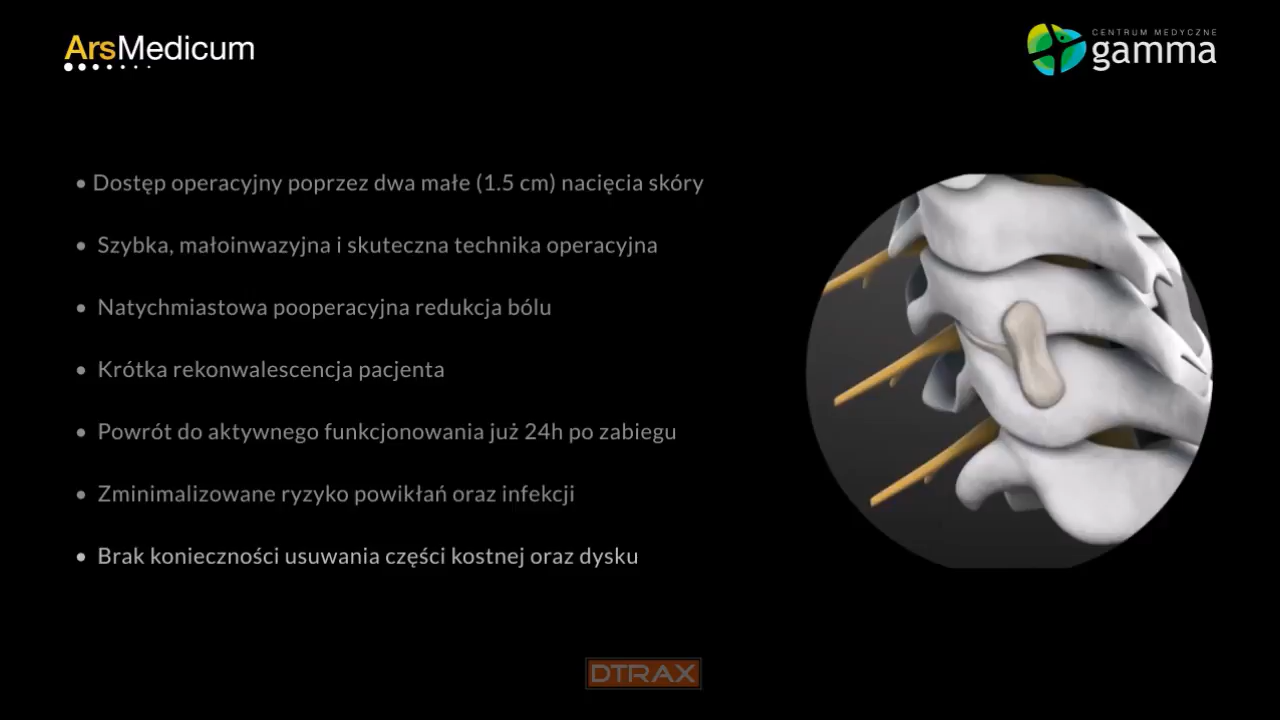 ArsMedicum
CENTRUM MEDYCZNE
gamma
• Dostęp operacyjny poprzez dwa małe (1.5 cm) nacięcia skóry
• Szybka, małoinwazyjna i skuteczna technika operacyjna
• Natychmiastowa pooperacyjna redukcja bólu
• Krótka rekonwalescencja pacjenta
• Powrót do aktywnego funkcjonowania już 24h po zabiegu
• Zminimalizowane ryzyko powikłań oraz infekcji
• Brak konieczności usuwania części kostnej oraz dysku
DTRAX